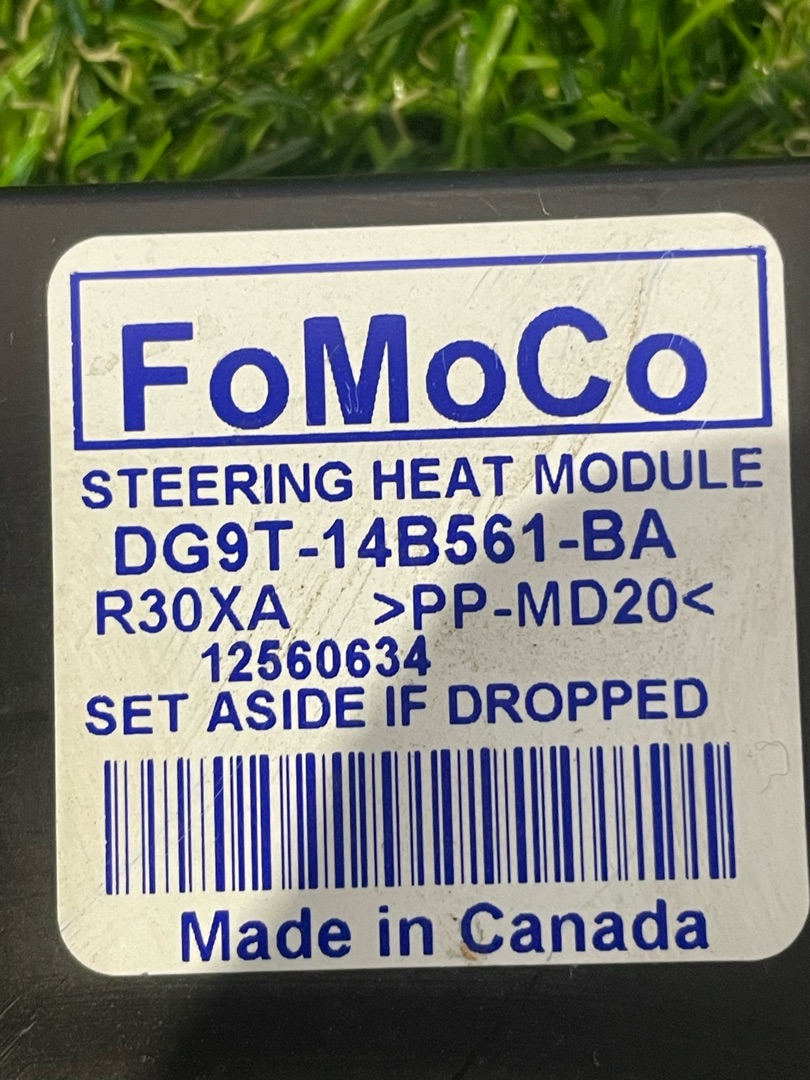 FoMoCo
STEERING HEAT MODULE
DG9T-14B561-BA
R30XA >PP-MD20<
12560634
SET ASIDE IF DROPPED
Made in Canada